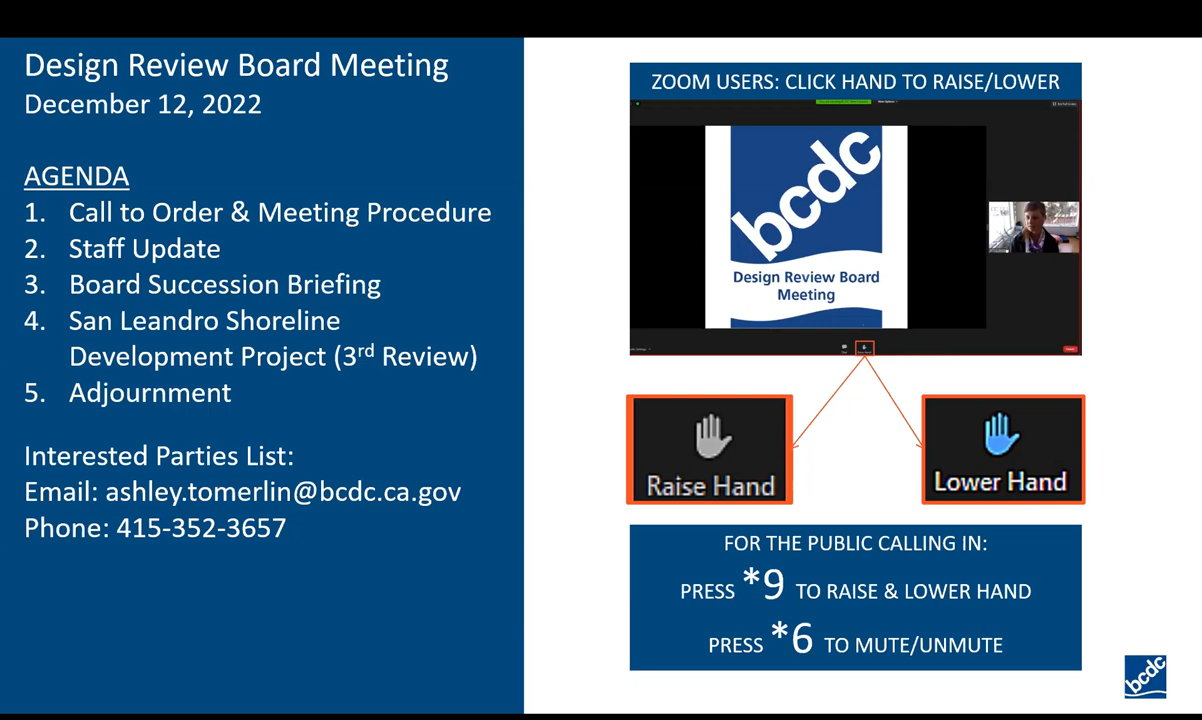 Design Review Board Meeting
December 12, 2022
AGENDA
1. Call to Order & Meeting Procedure
2. Staff Update
3. Board Succession Briefing
4. San Leandro Shoreline
Development Project (3rd Review)
5. Adjournment
Interested Parties List:
Email: ashley.tomerlin@bcdc.ca.gov
Phone: 415-352-3657
ZOOM USERS: CLICK HAND TO RAISE/LOWER
bcdc
Design Review Board
Meeting
Raise Hand
Lower Hand
FOR THE PUBLIC CALLING IN:
PRESS *9 TO RAISE & LOWER HAND
PRESS *6 TO MUTE/UNMUTE
bcdc